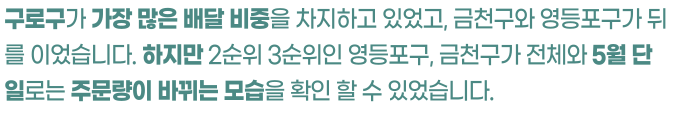 구로구가 가장 많은 배달 비중을 차지하고 있었고, 금천구와 영등포구가 뒤
를 이었습니다. 하지만 2순위 3순위인 영등포구, 금천구가 전체와 5월 단
일로는 주문량이 바뀌는 모습을 확인 할 수 있었습니다.